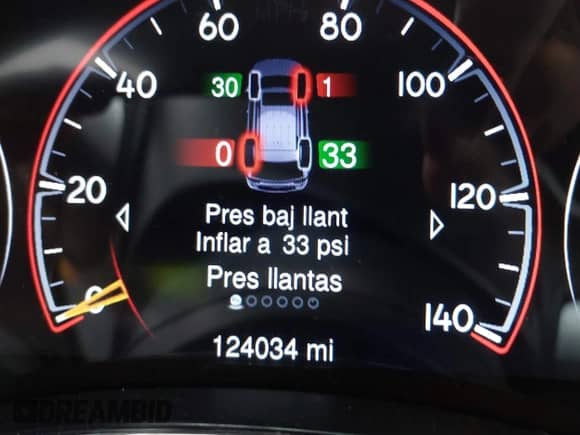 60 80
40 30 1 100
0 33
20 120
Pres baj llant
Inflar a 33 psi
Pres llantas
0 140
124034 mi
DREAMBID